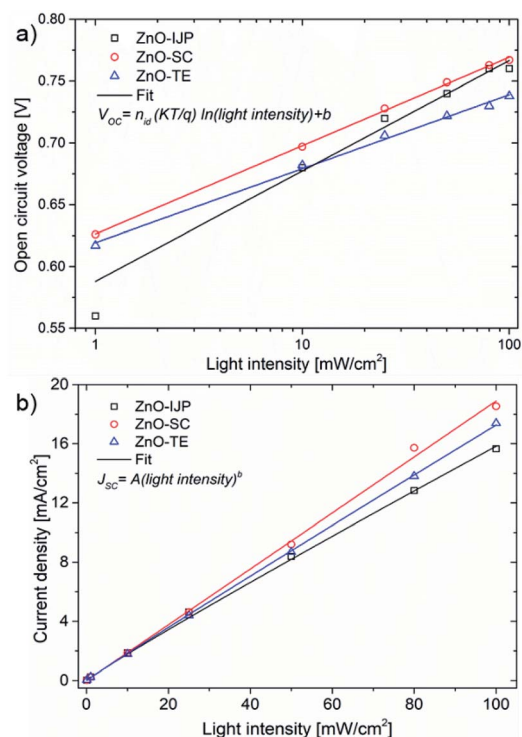 a)
0.80
0.75
0.70
0.65
0.60
0.55
Open circuit voltage [V]
ZnO-IJP
ZnO-SC
ZnO-TE
Fit
V_OC = n_id (KT/q) ln(light intensity)+b
1
10
100
Light intensity [mW/cm²]
b)
20
16
12
8
4
0
Current density [mA/cm²]
ZnO-IJP
ZnO-SC
ZnO-TE
Fit
J_SC = A(light intensity)^b
0
20
40
60
80
100
Light intensity [mW/cm²]